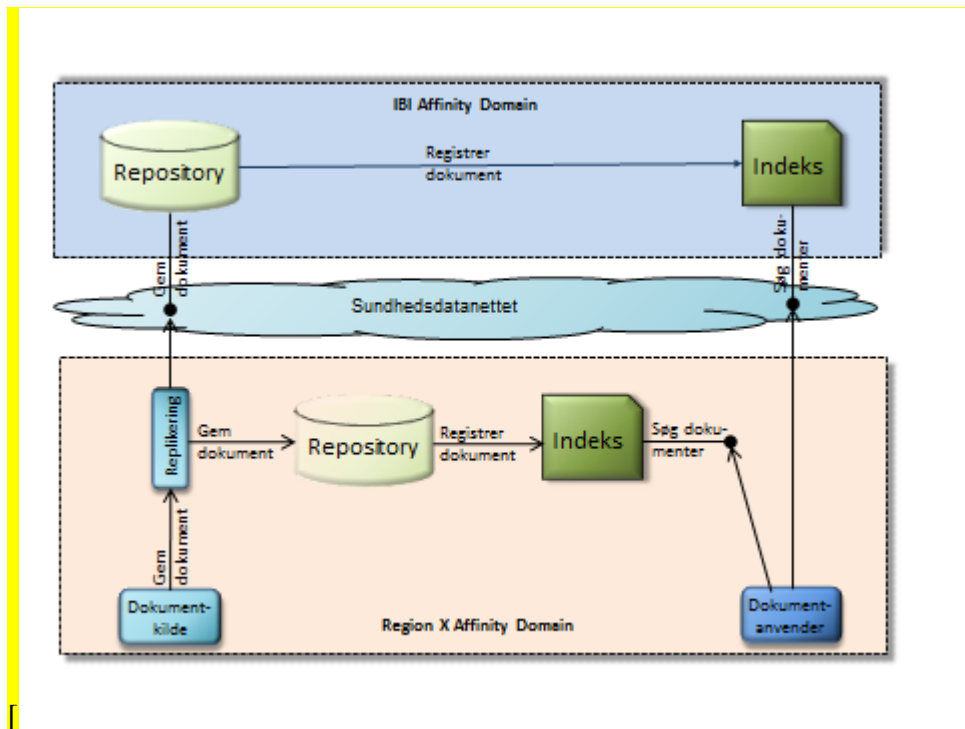 IBI Affinity Domain
Repository
Registrer
dokument
Indeks
Gem
dokument
Søg doku-
menter
Sundhedsdatanettet
Replikering
Gem
dokument
Repository
Registrer
dokument
Indeks
Søg doku-
menter
Gem
dokument
Dokument-
kilde
Region X Affinity Domain
Dokument-
anvender
[